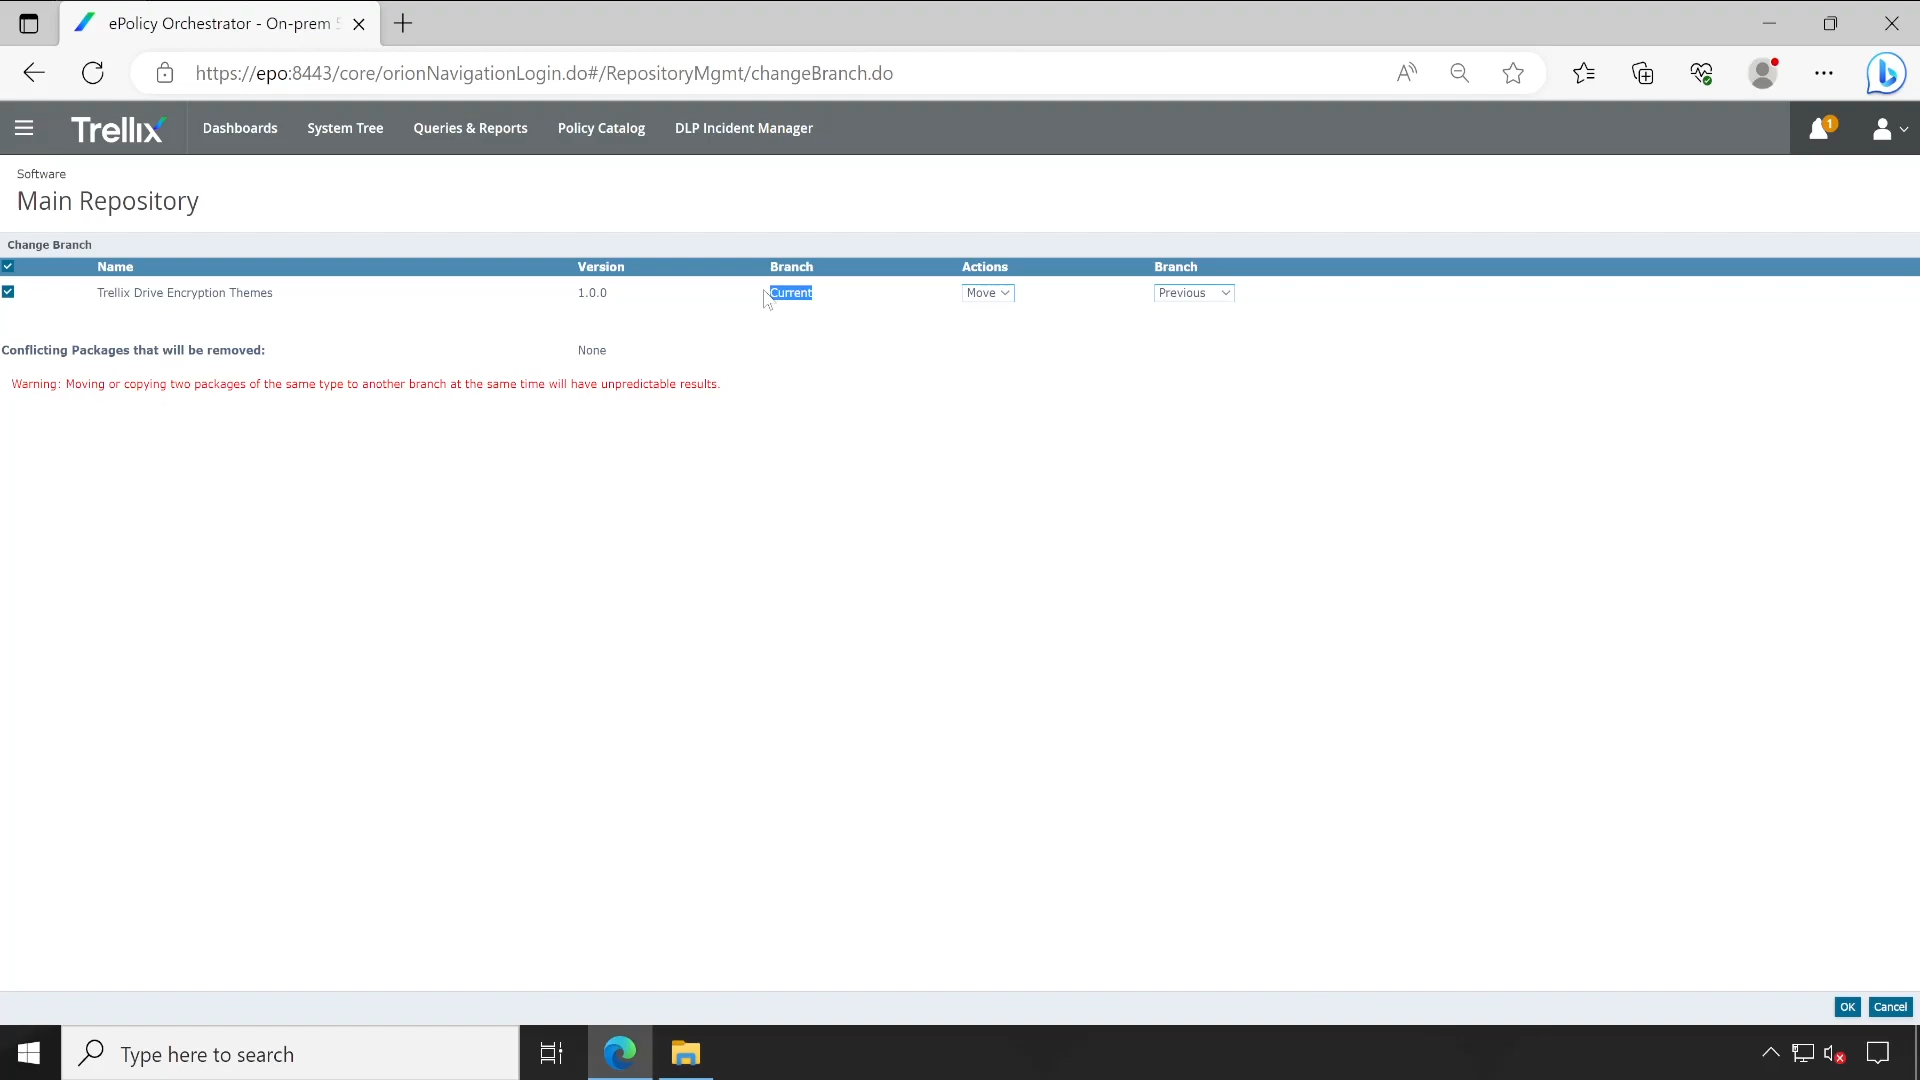 ePolicy Orchestrator - On-prem
https://epo:8443/core/orionNavigationLogin.do#/RepositoryMgmt/changeBranch.do
Trellix
Dashboards
System Tree
Queries & Reports
Policy Catalog
DLP Incident Manager
1
Software
Main Repository
Change Branch
Name Version Branch Actions Branch
Trellix Drive Encryption Themes 1.0.0 Current Move Previous
Conflicting Packages that will be removed: None
Warning: Moving or copying two packages of the same type to another branch at the same time will have unpredictable results.
OK Cancel
Type here to search